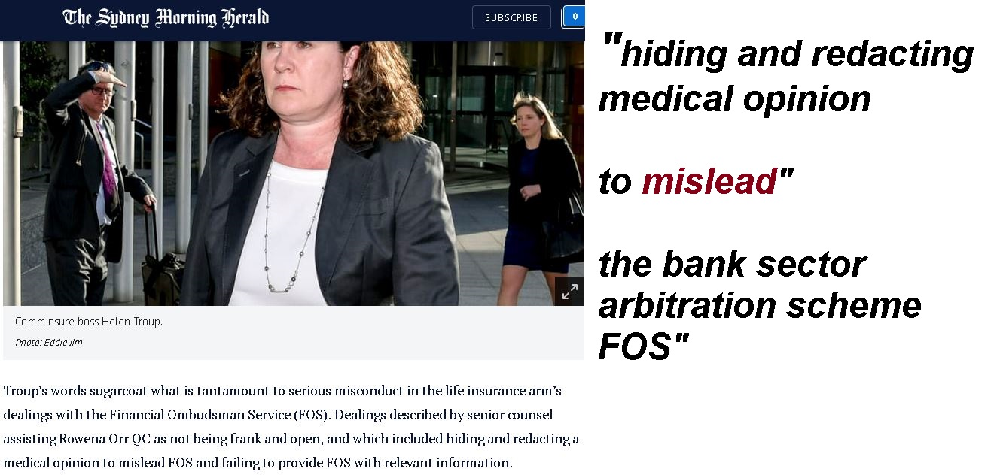 The Sydney Morning Herald
SUBSCRIBE
0
CommInsure boss Helen Troup.
Photo: Eddie Jim
Troup’s words sugarcoat what is tantamount to serious misconduct in the life insurance arm’s
dealings with the Financial Ombudsman Service (FOS). Dealings described by senior counsel
assisting Rowena Orr QC as not being frank and open, and which included hiding and redacting a
medical opinion to mislead FOS and failing to provide FOS with relevant information.
"hiding and redacting
medical opinion
to mislead"
the bank sector
arbitration scheme
FOS"